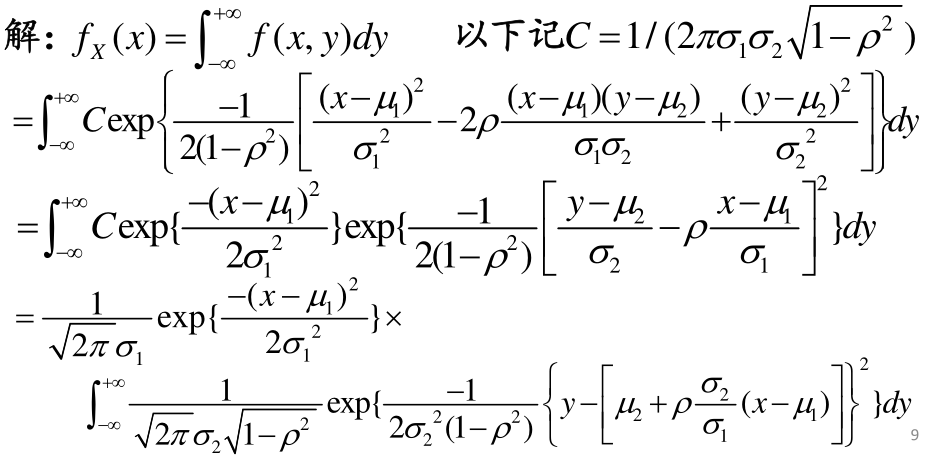 解：f_X(x)=∫_{-∞}^{+∞} f(x, y)dy 以下记C=1/(2πσ₁σ₂√(1−ρ²))
=∫_{-∞}^{+∞} C exp{ −1/(2(1−ρ²)) [ (x−μ₁)²/σ₁² −2ρ (x−μ₁)(y−μ₂)/(σ₁σ₂) + (y−μ₂)²/σ₂² ] }dy
=∫_{-∞}^{+∞} C exp{ −(x−μ₁)²/(2σ₁²) }exp{ −1/(2(1−ρ²)) [ (y−μ₂)/σ₂ −ρ (x−μ₁)/σ₁ ]² }dy
= 1/(√(2π) σ₁) exp{ −(x−μ₁)²/(2σ₁²) }×
∫_{-∞}^{+∞} 1/(√(2π)σ₂√(1−ρ²)) exp{ −1/(2σ₂²(1−ρ²)) { y−[ μ₂+ρ (σ₂/σ₁)(x−μ₁) ] }² }dy
9